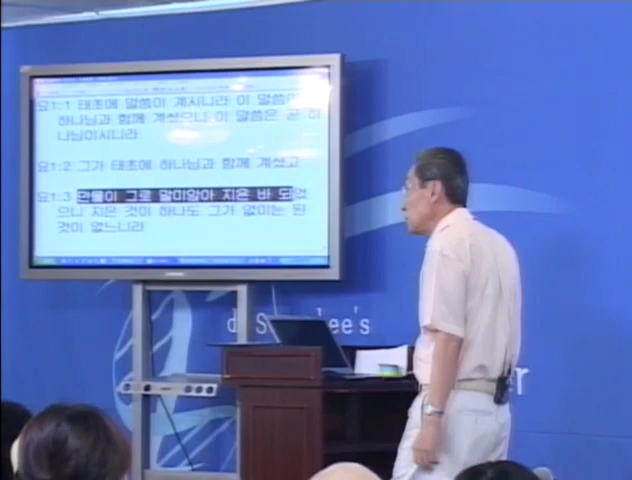 요1:1 태초에 말씀이 계시니라 이 말씀이
하나님과 함께 계셨으니 이 말씀은 곧 하
나님이시니라
요1:2 그가 태초에 하나님과 함께 계셨고
요1:3 만물이 그로 말미암아 지은 바 되었
으니 지은 것이 하나도 그가 없이는 된
것이 없느니라